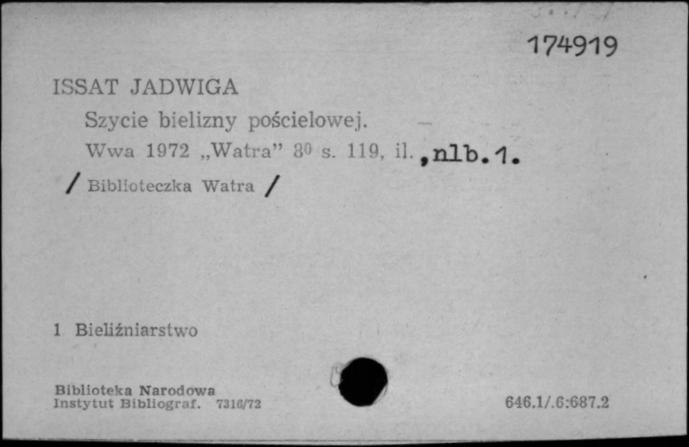 174919
ISSAT JADWIGA
Szycie bielizny pościelowej.
Wwa 1972 „Watra” 8⁰ s. 119, il. ,nlb.1.
/ Biblioteczka Watra /
1 Bieliźniarstwo
Biblioteka Narodowa
Instytut Bibliograf. 7316/72
646.1/.6:687.2